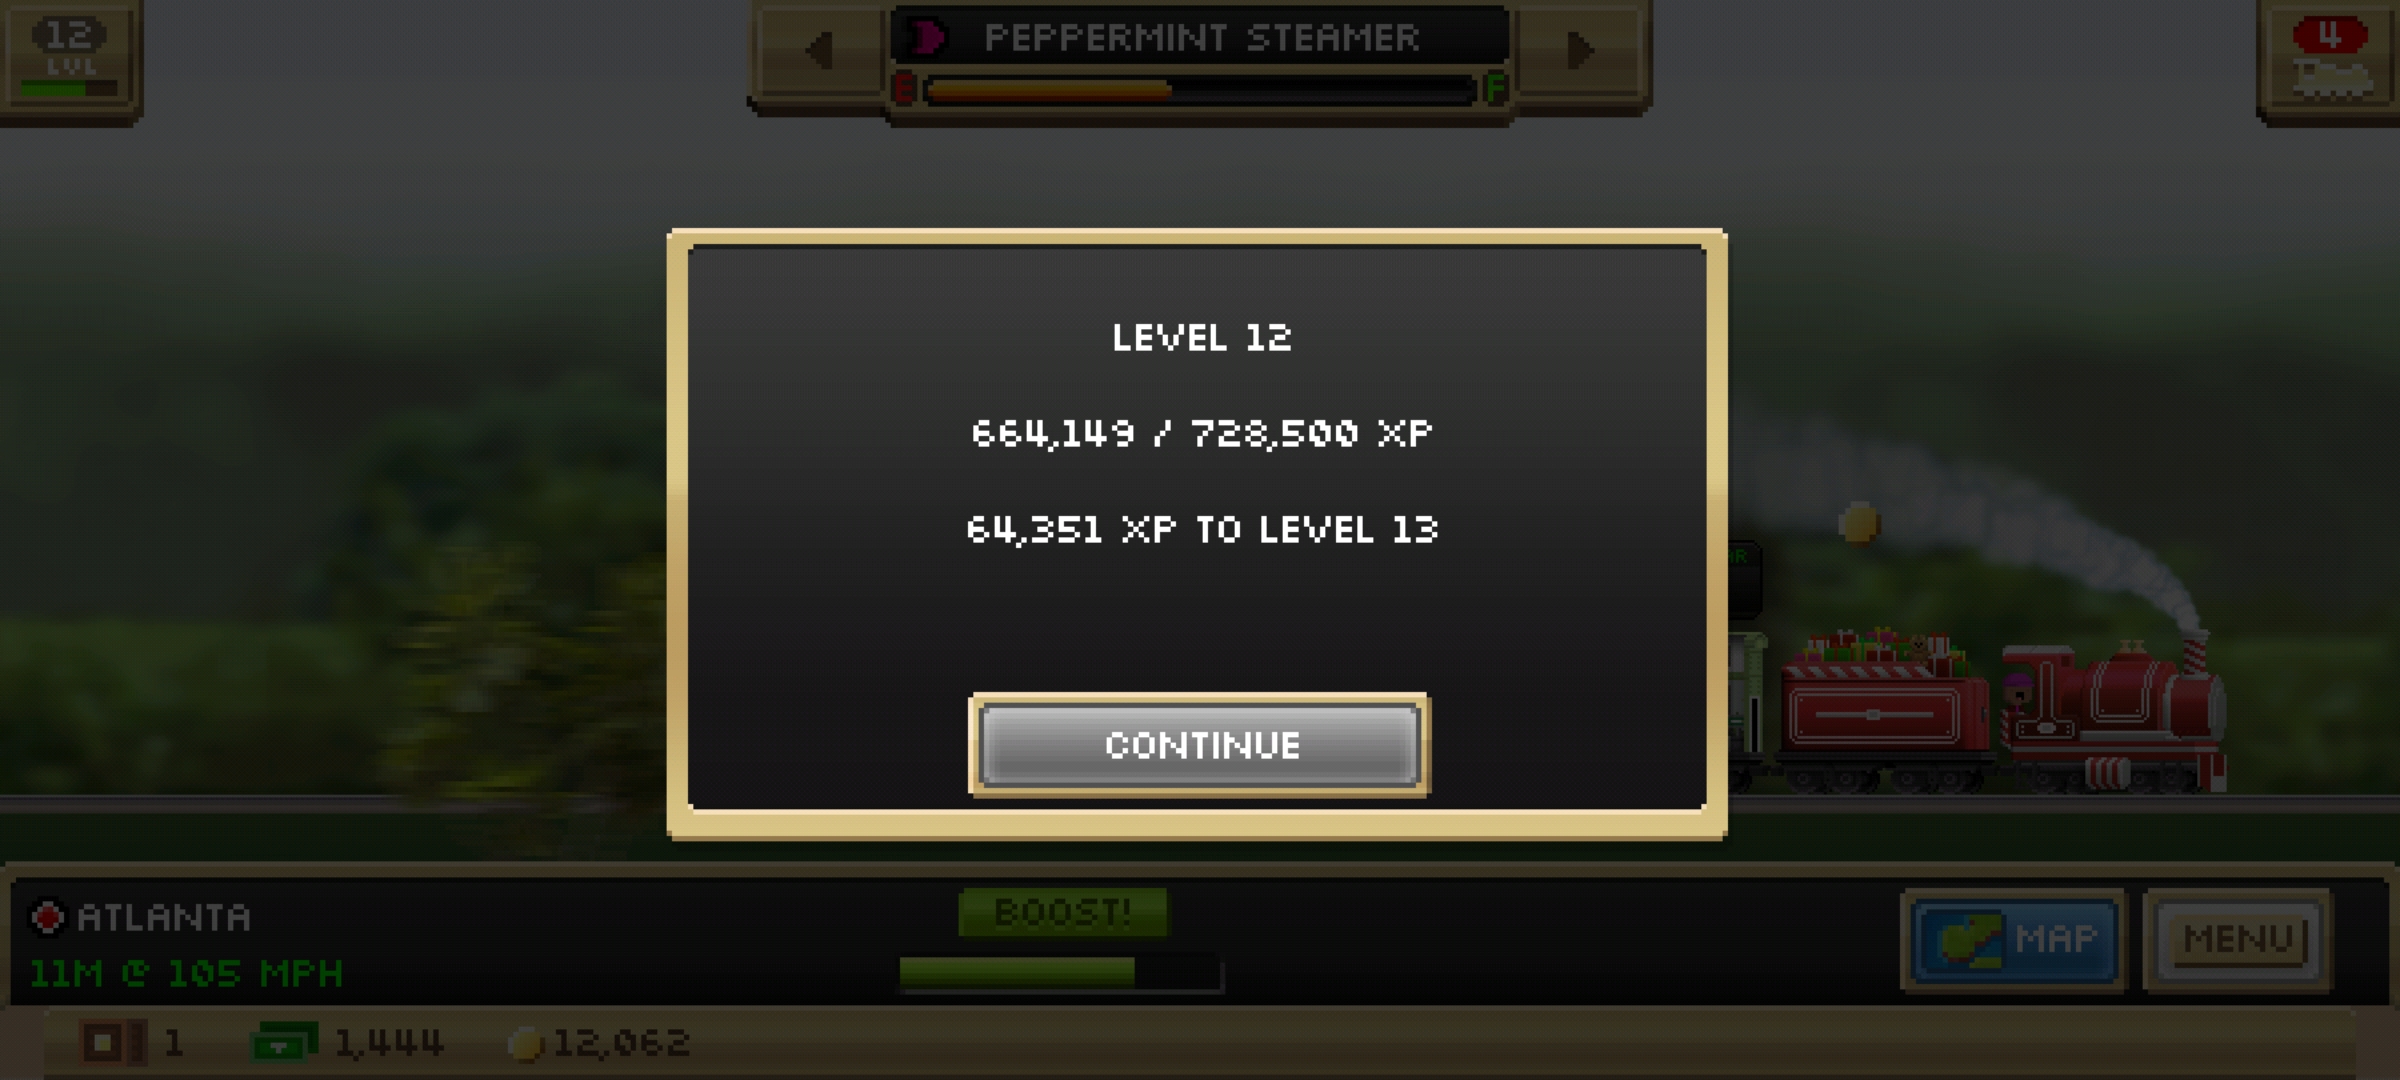 12
LVL
PEPPERMINT STEAMER
E F
4
LEVEL 12
664,149 / 728,500 XP
64,351 XP TO LEVEL 13
CONTINUE
ATLANTA
11M @ 105 MPH
BOOST!
MAP
MENU
1 1,444 12,062